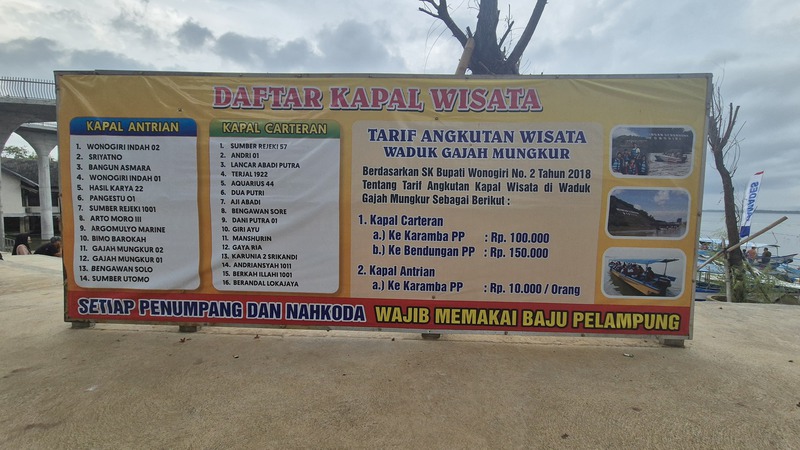 DAFTAR KAPAL WISATA
KAPAL ANTRIAN
1. WONOGIRI INDAH 02
2. SRIYATNO
3. BANGUN ASMARA
4. WONOGIRI INDAH 01
5. HASIL KARYA 22
6. PANGESTU 01
7. SUMBER REJEKI 1001
8. ARTO MORO III
9. ARGOMULYO MARINE
10. BIMO BAROKAH
11. GAJAH MUNGKUR 02
12. GAJAH MUNGKUR 01
13. BENGAWAN SOLO
14. SUMBER UTOMO
KAPAL CARTERAN
1. SUMBER REJEKI 57
2. ANDRI 01
3. LANCAR ABADI PUTRA
4. TERJAL 1922
5. AQUARIUS 44
6. DUA PUTRI
7. AJI ABADI
8. BENGAWAN SORE
9. DANI PUTRA 01
10. GIRI AYU
11. MANSHURIN
12. GAYA RIA
13. KARUNIA 2 SRIKANDI
14. ANDRIANSYAH 1011
15. BERKAH ILLAHI 1001
16. BERANDAL LOKAJAYA
TARIF ANGKUTAN WISATA
WADUK GAJAH MUNGKUR
Berdasarkan SK Bupati Wonogiri No. 2 Tahun 2018
Tentang Tarif Angkutan Kapal Wisata di Waduk
Gajah Mungkur Sebagai Berikut :
1. Kapal Carteran
a.) Ke Karamba PP : Rp. 100.000
b.) Ke Bendungan PP : Rp. 150.000
2. Kapal Antrian
a.) Ke Karamba PP : Rp. 10.000 / Orang
SETIAP PENUMPANG DAN NAHKODA WAJIB MEMAKAI BAJU PELAMPUNG